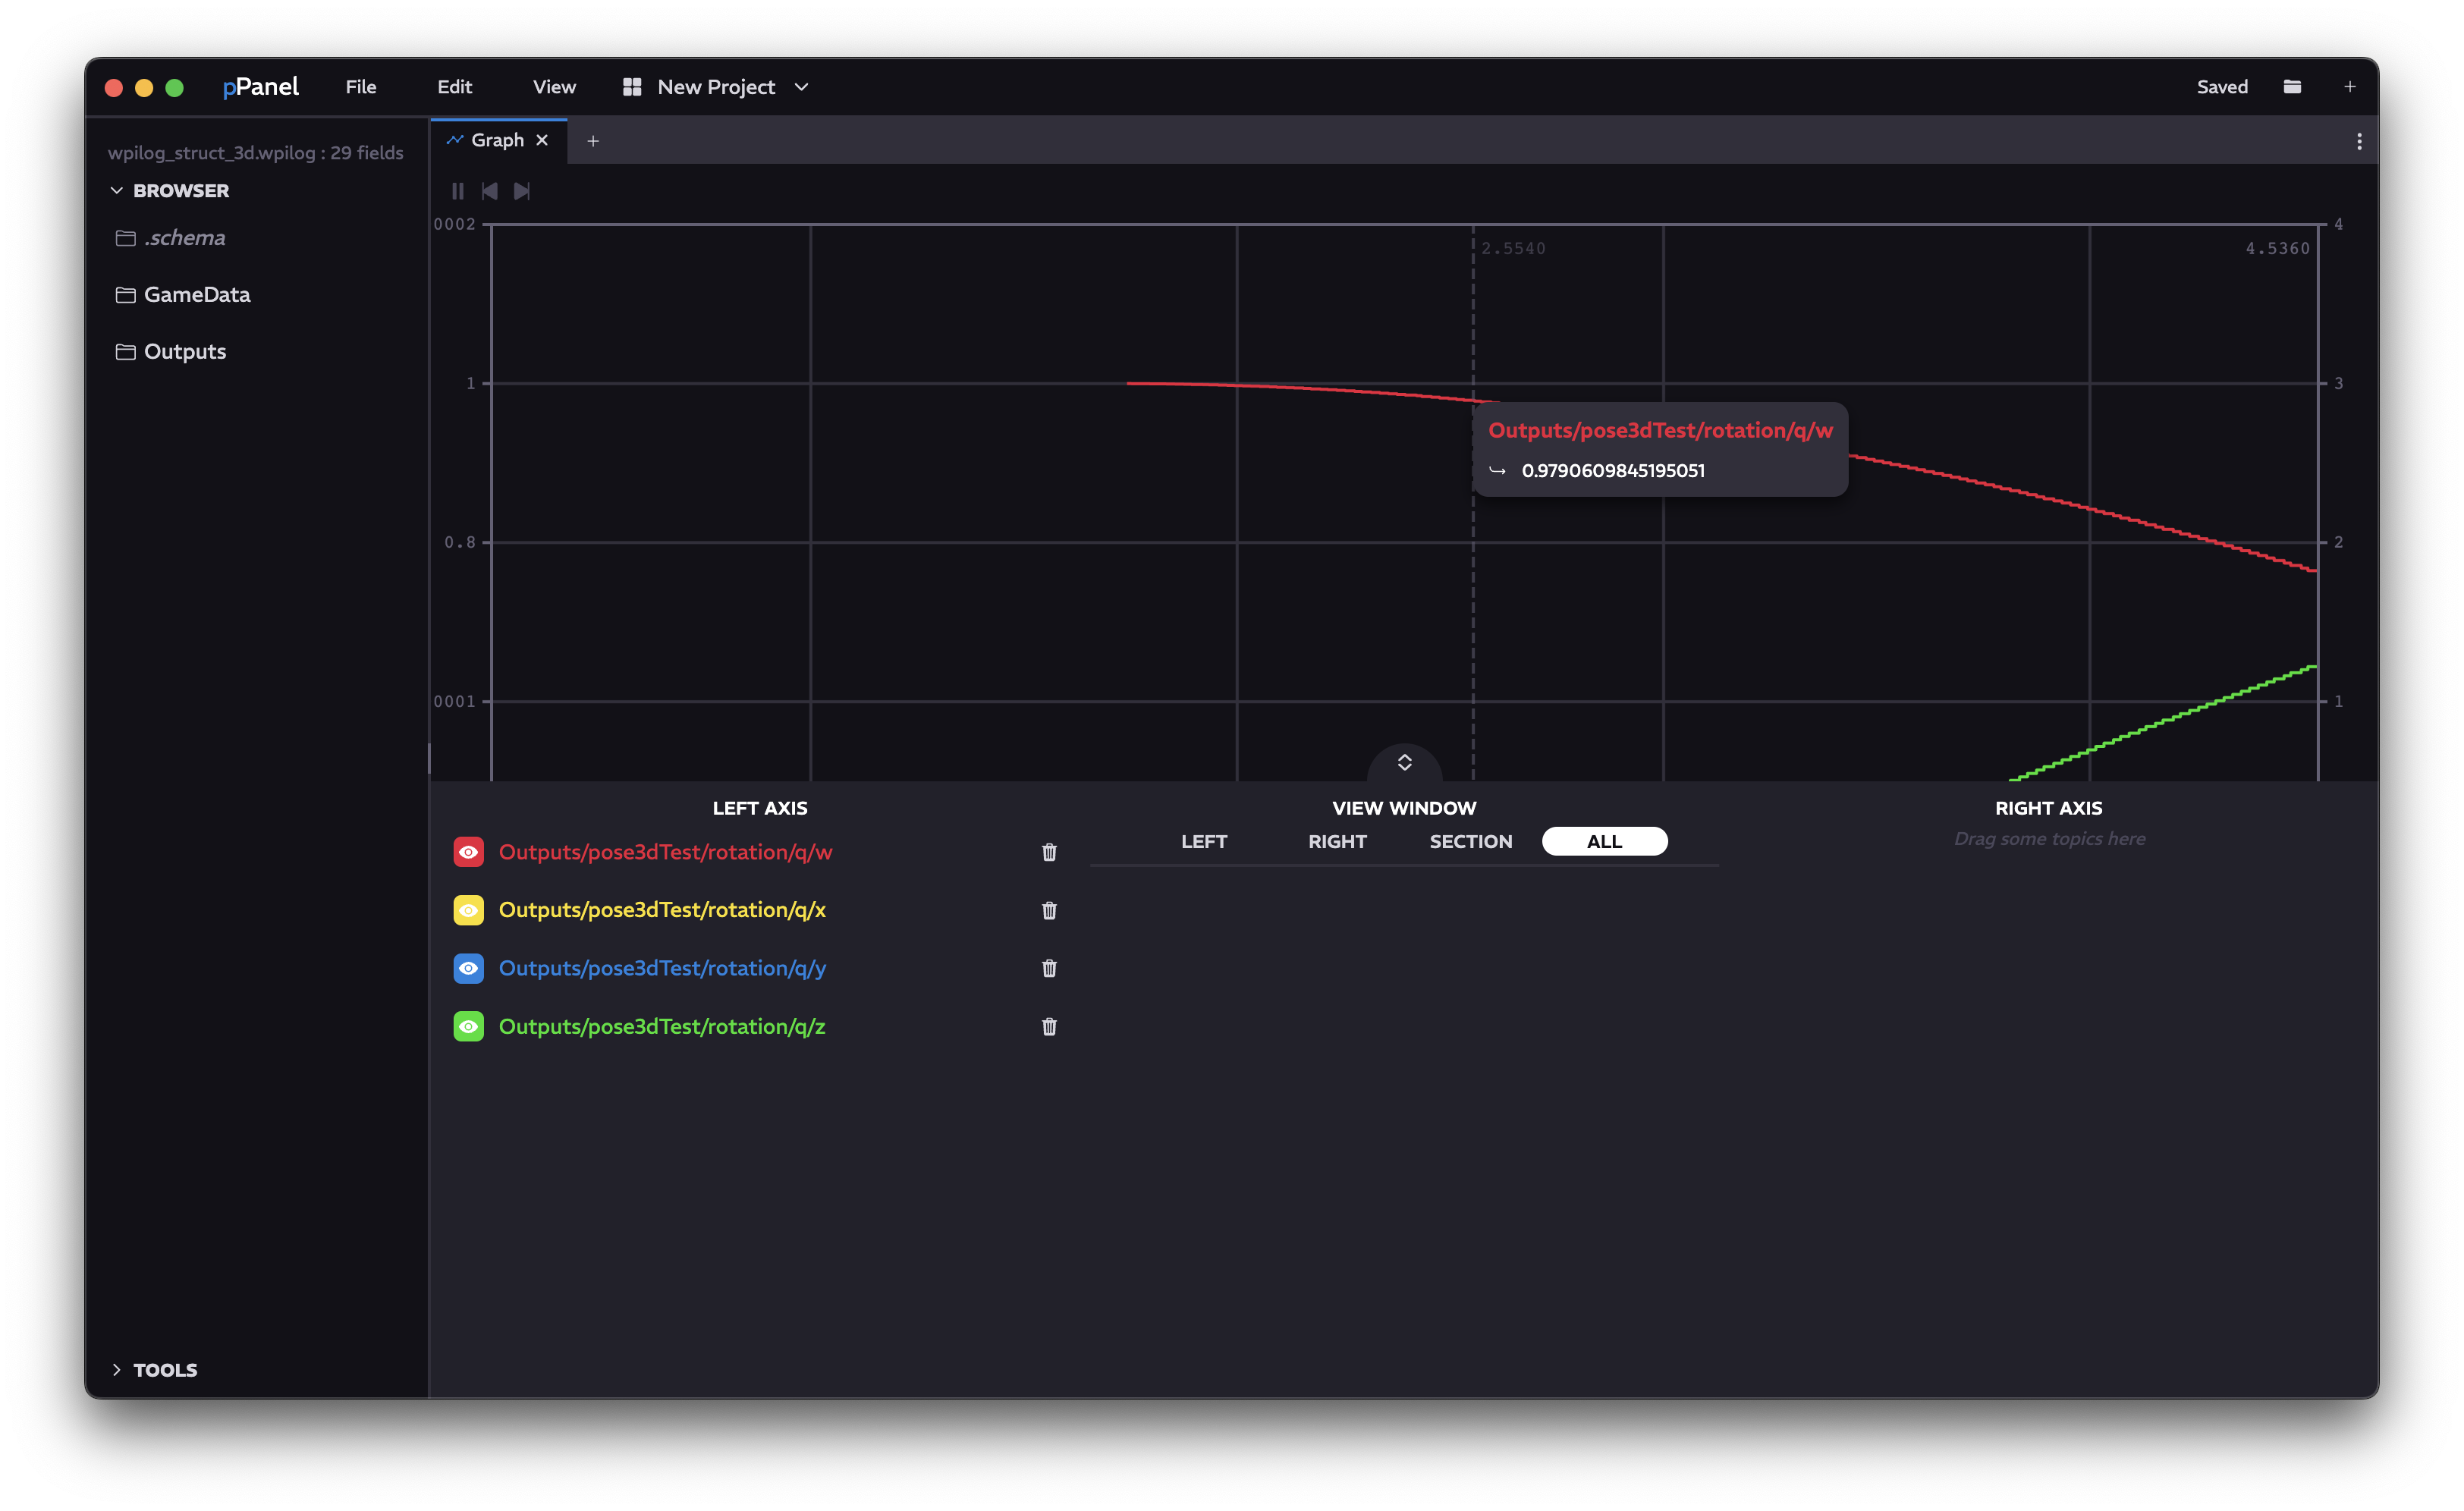 pPanel File Edit View New Project Saved
wpilog_struct_3d.wpilog : 29 fields
BROWSER
.schema
GameData
Outputs
TOOLS
Graph
0002
1
0.8
0001
2.5540
4.5360
4
3
2
1
Outputs/pose3dTest/rotation/q/w
0.9790609845195051
LEFT AXIS
Outputs/pose3dTest/rotation/q/w
Outputs/pose3dTest/rotation/q/x
Outputs/pose3dTest/rotation/q/y
Outputs/pose3dTest/rotation/q/z
VIEW WINDOW
LEFT RIGHT SECTION ALL
RIGHT AXIS
Drag some topics here